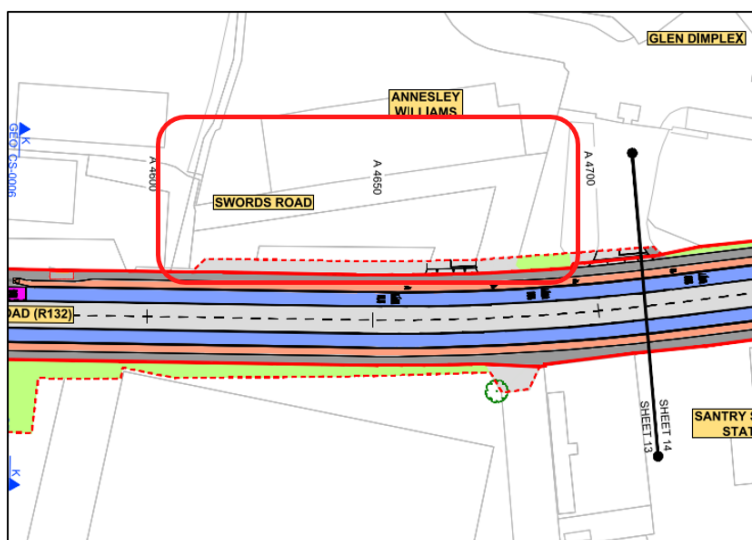 GLEN DIMPLEX
ANNESLEY
WILLIAMS
K
GEO_CS-0006
A 4600
A 4650
A 4700
SWORDS ROAD
OAD (R132)
SHEET 14
SHEET 13
SANTRY S
STAT
K